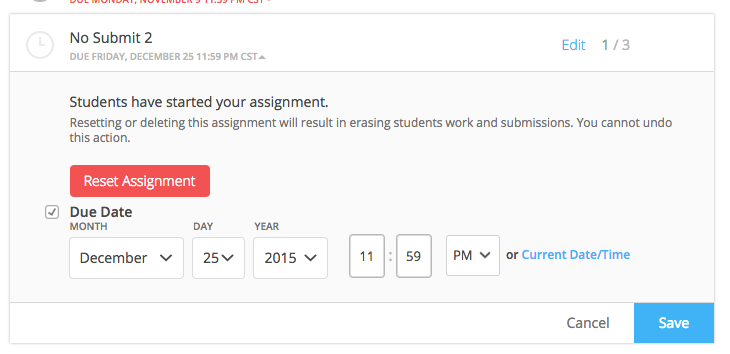 DUE MONDAY, NOVEMBER 9 11:59 PM CST
No Submit 2
DUE FRIDAY, DECEMBER 25 11:59 PM CST
Edit 1 / 3
Students have started your assignment.
Resetting or deleting this assignment will result in erasing students work and submissions. You cannot undo
this action.
Reset Assignment
Due Date
MONTH DAY YEAR
December 25 2015 11 : 59 PM or Current Date/Time
Cancel Save